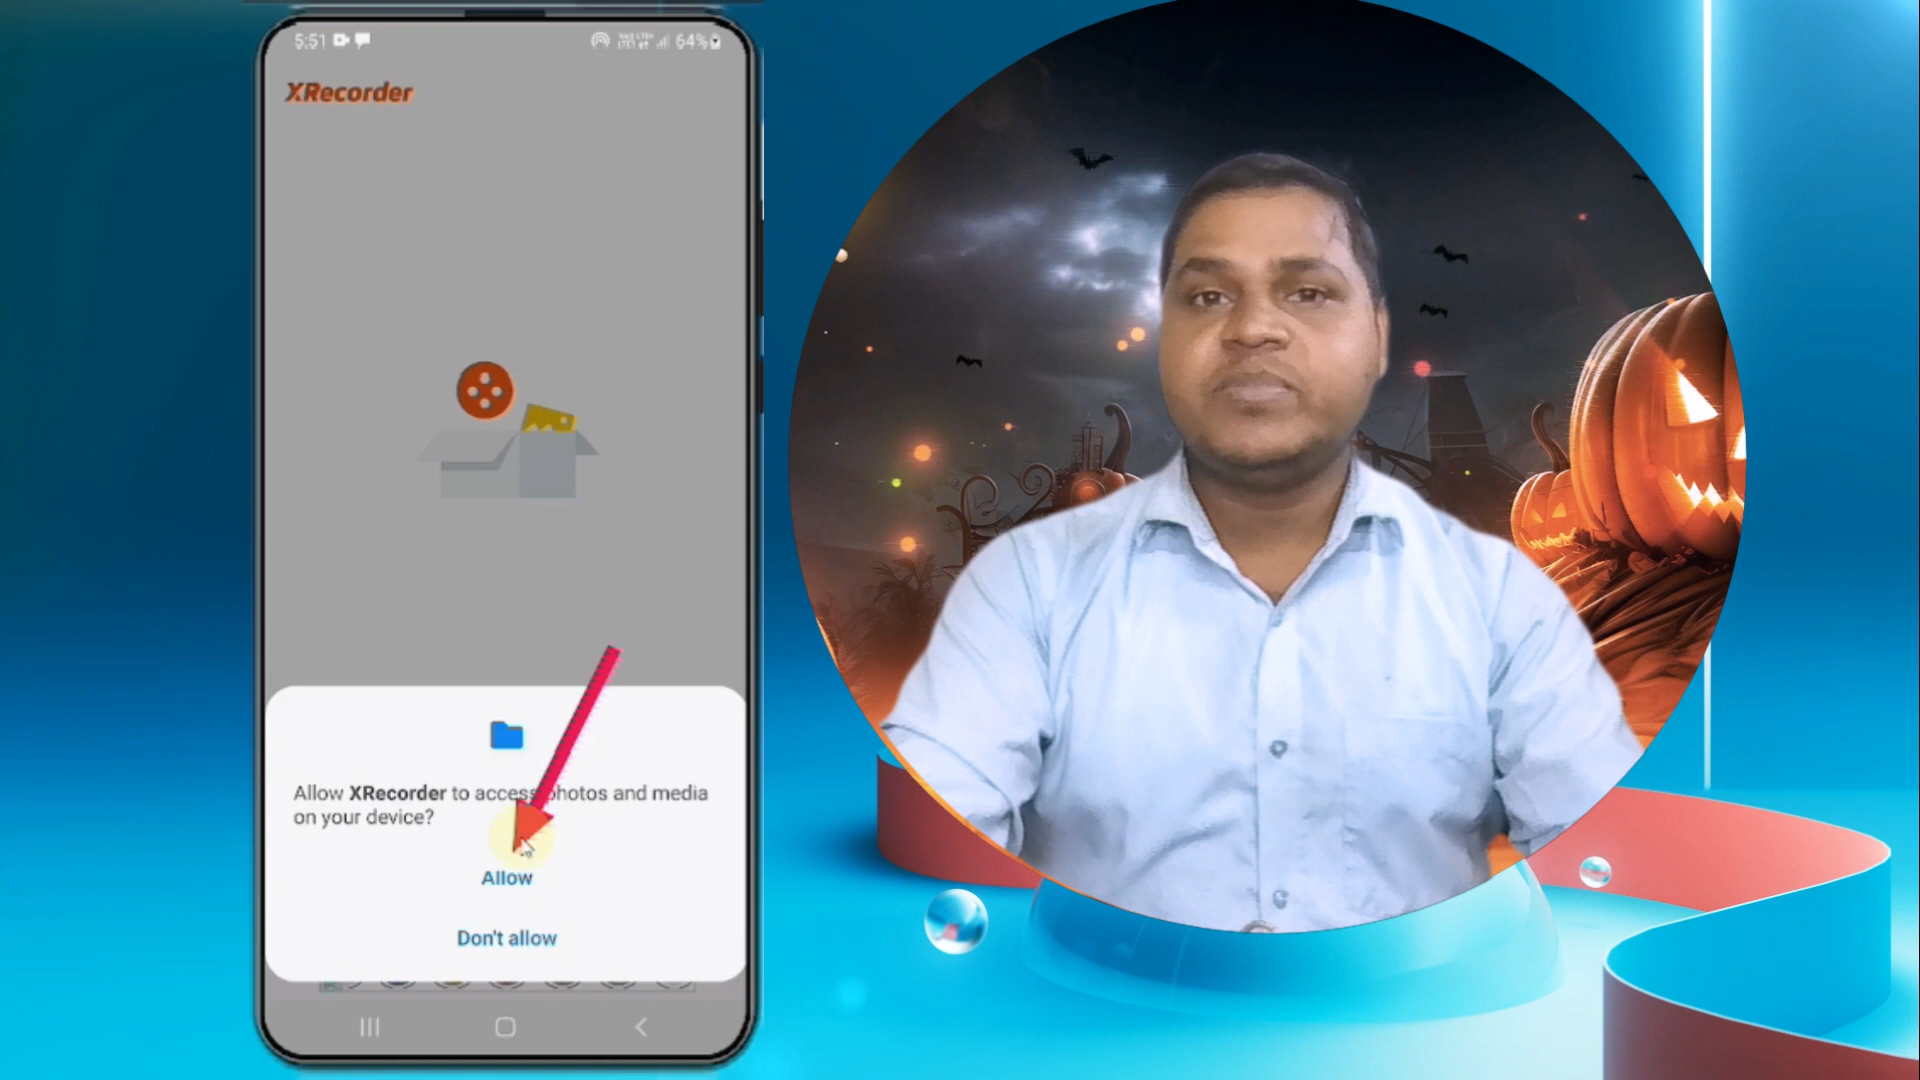 5:51
64%
XRecorder
Allow XRecorder to access photos and media
on your device?
Allow
Don't allow